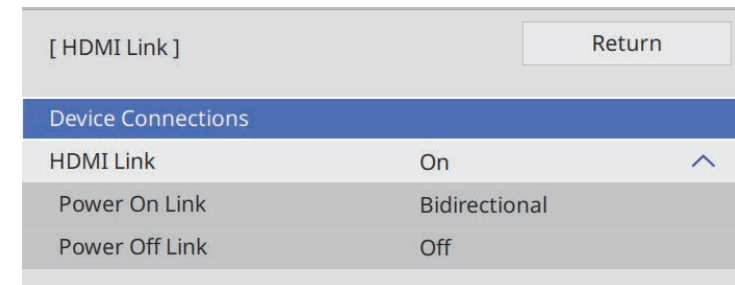 [ HDMI Link ] Return
Device Connections
HDMI Link On
Power On Link Bidirectional
Power Off Link Off